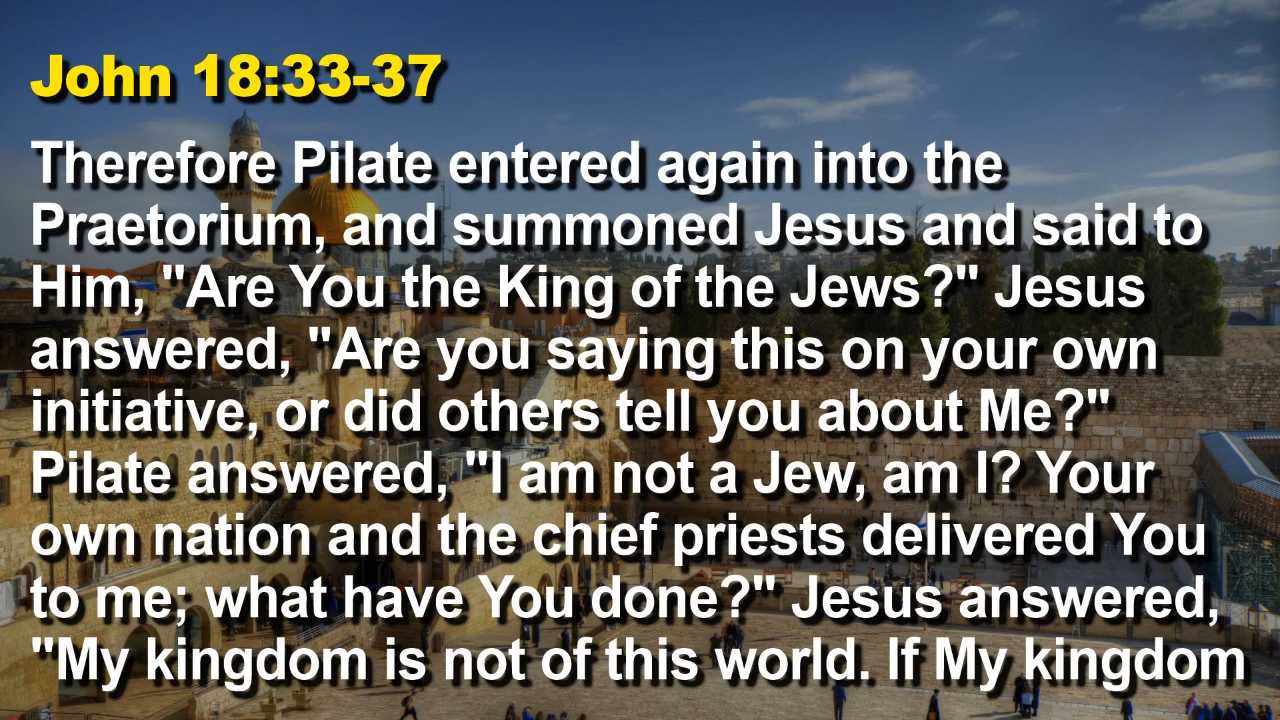 John 18:33-37
Therefore Pilate entered again into the
Praetorium, and summoned Jesus and said to
Him, "Are You the King of the Jews?" Jesus
answered, "Are you saying this on your own
initiative, or did others tell you about Me?"
Pilate answered, "I am not a Jew, am I? Your
own nation and the chief priests delivered You
to me; what have You done?" Jesus answered,
"My kingdom is not of this world. If My kingdom